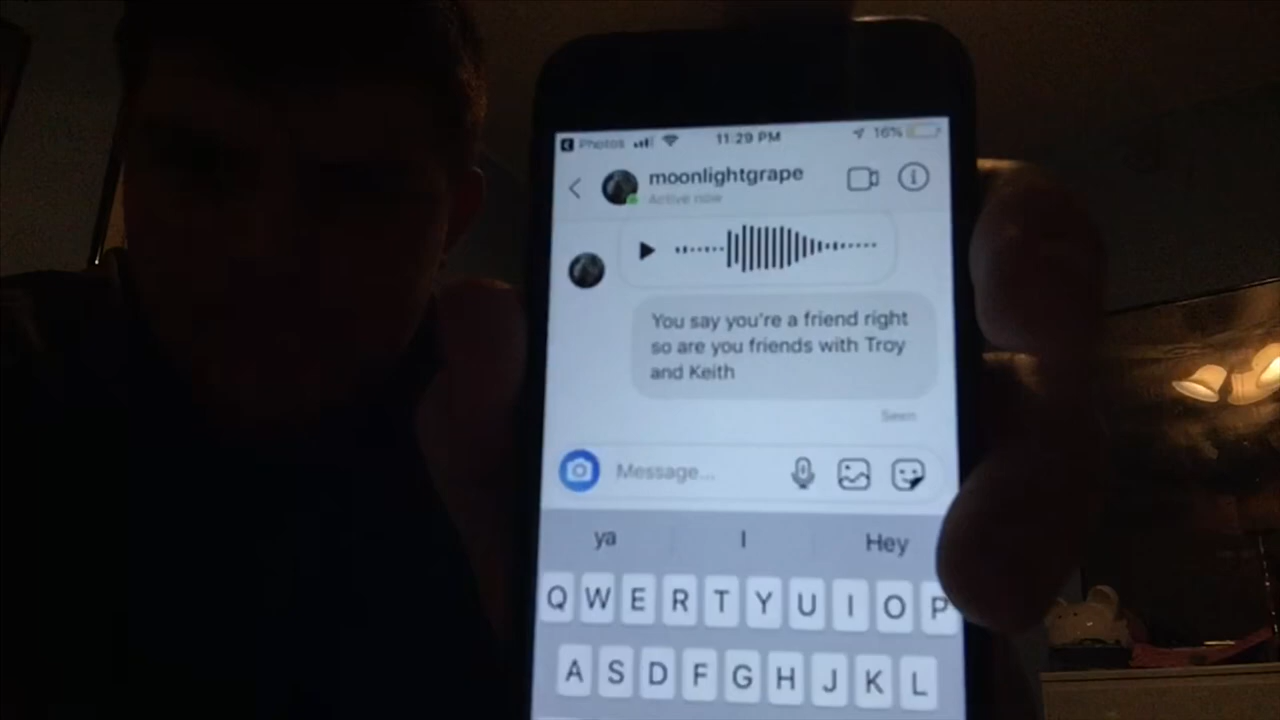 Photos 11:29 PM 16%
moonlightgrape
Active now
You say you're a friend right
so are you friends with Troy
and Keith
Seen
Message...
ya I Hey
Q W E R T Y U I O P
A S D F G H J K L